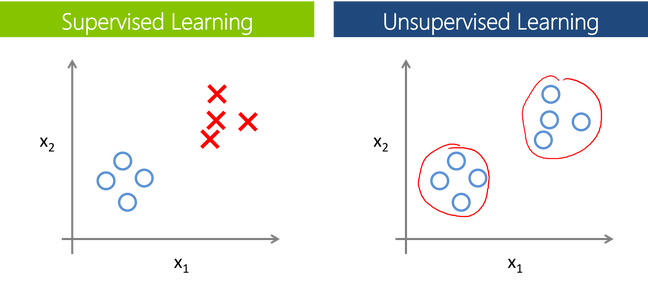 Supervised Learning
Unsupervised Learning
x2
x1
x2
x1